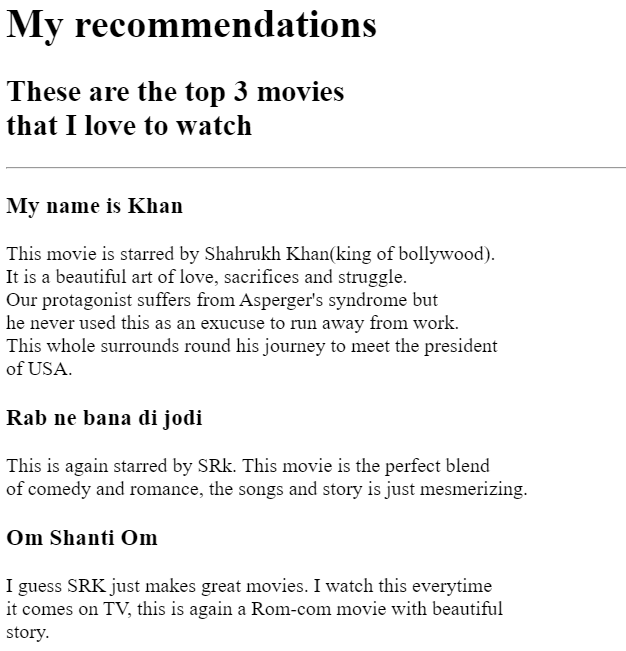 My recommendations
These are the top 3 movies
that I love to watch
My name is Khan
This movie is starred by Shahrukh Khan(king of bollywood).
It is a beautiful art of love, sacrifices and struggle.
Our protagonist suffers from Asperger's syndrome but
he never used this as an exucuse to run away from work.
This whole surrounds round his journey to meet the president
of USA.
Rab ne bana di jodi
This is again starred by SRk. This movie is the perfect blend
of comedy and romance, the songs and story is just mesmerizing.
Om Shanti Om
I guess SRK just makes great movies. I watch this everytime
it comes on TV, this is again a Rom-com movie with beautiful
story.